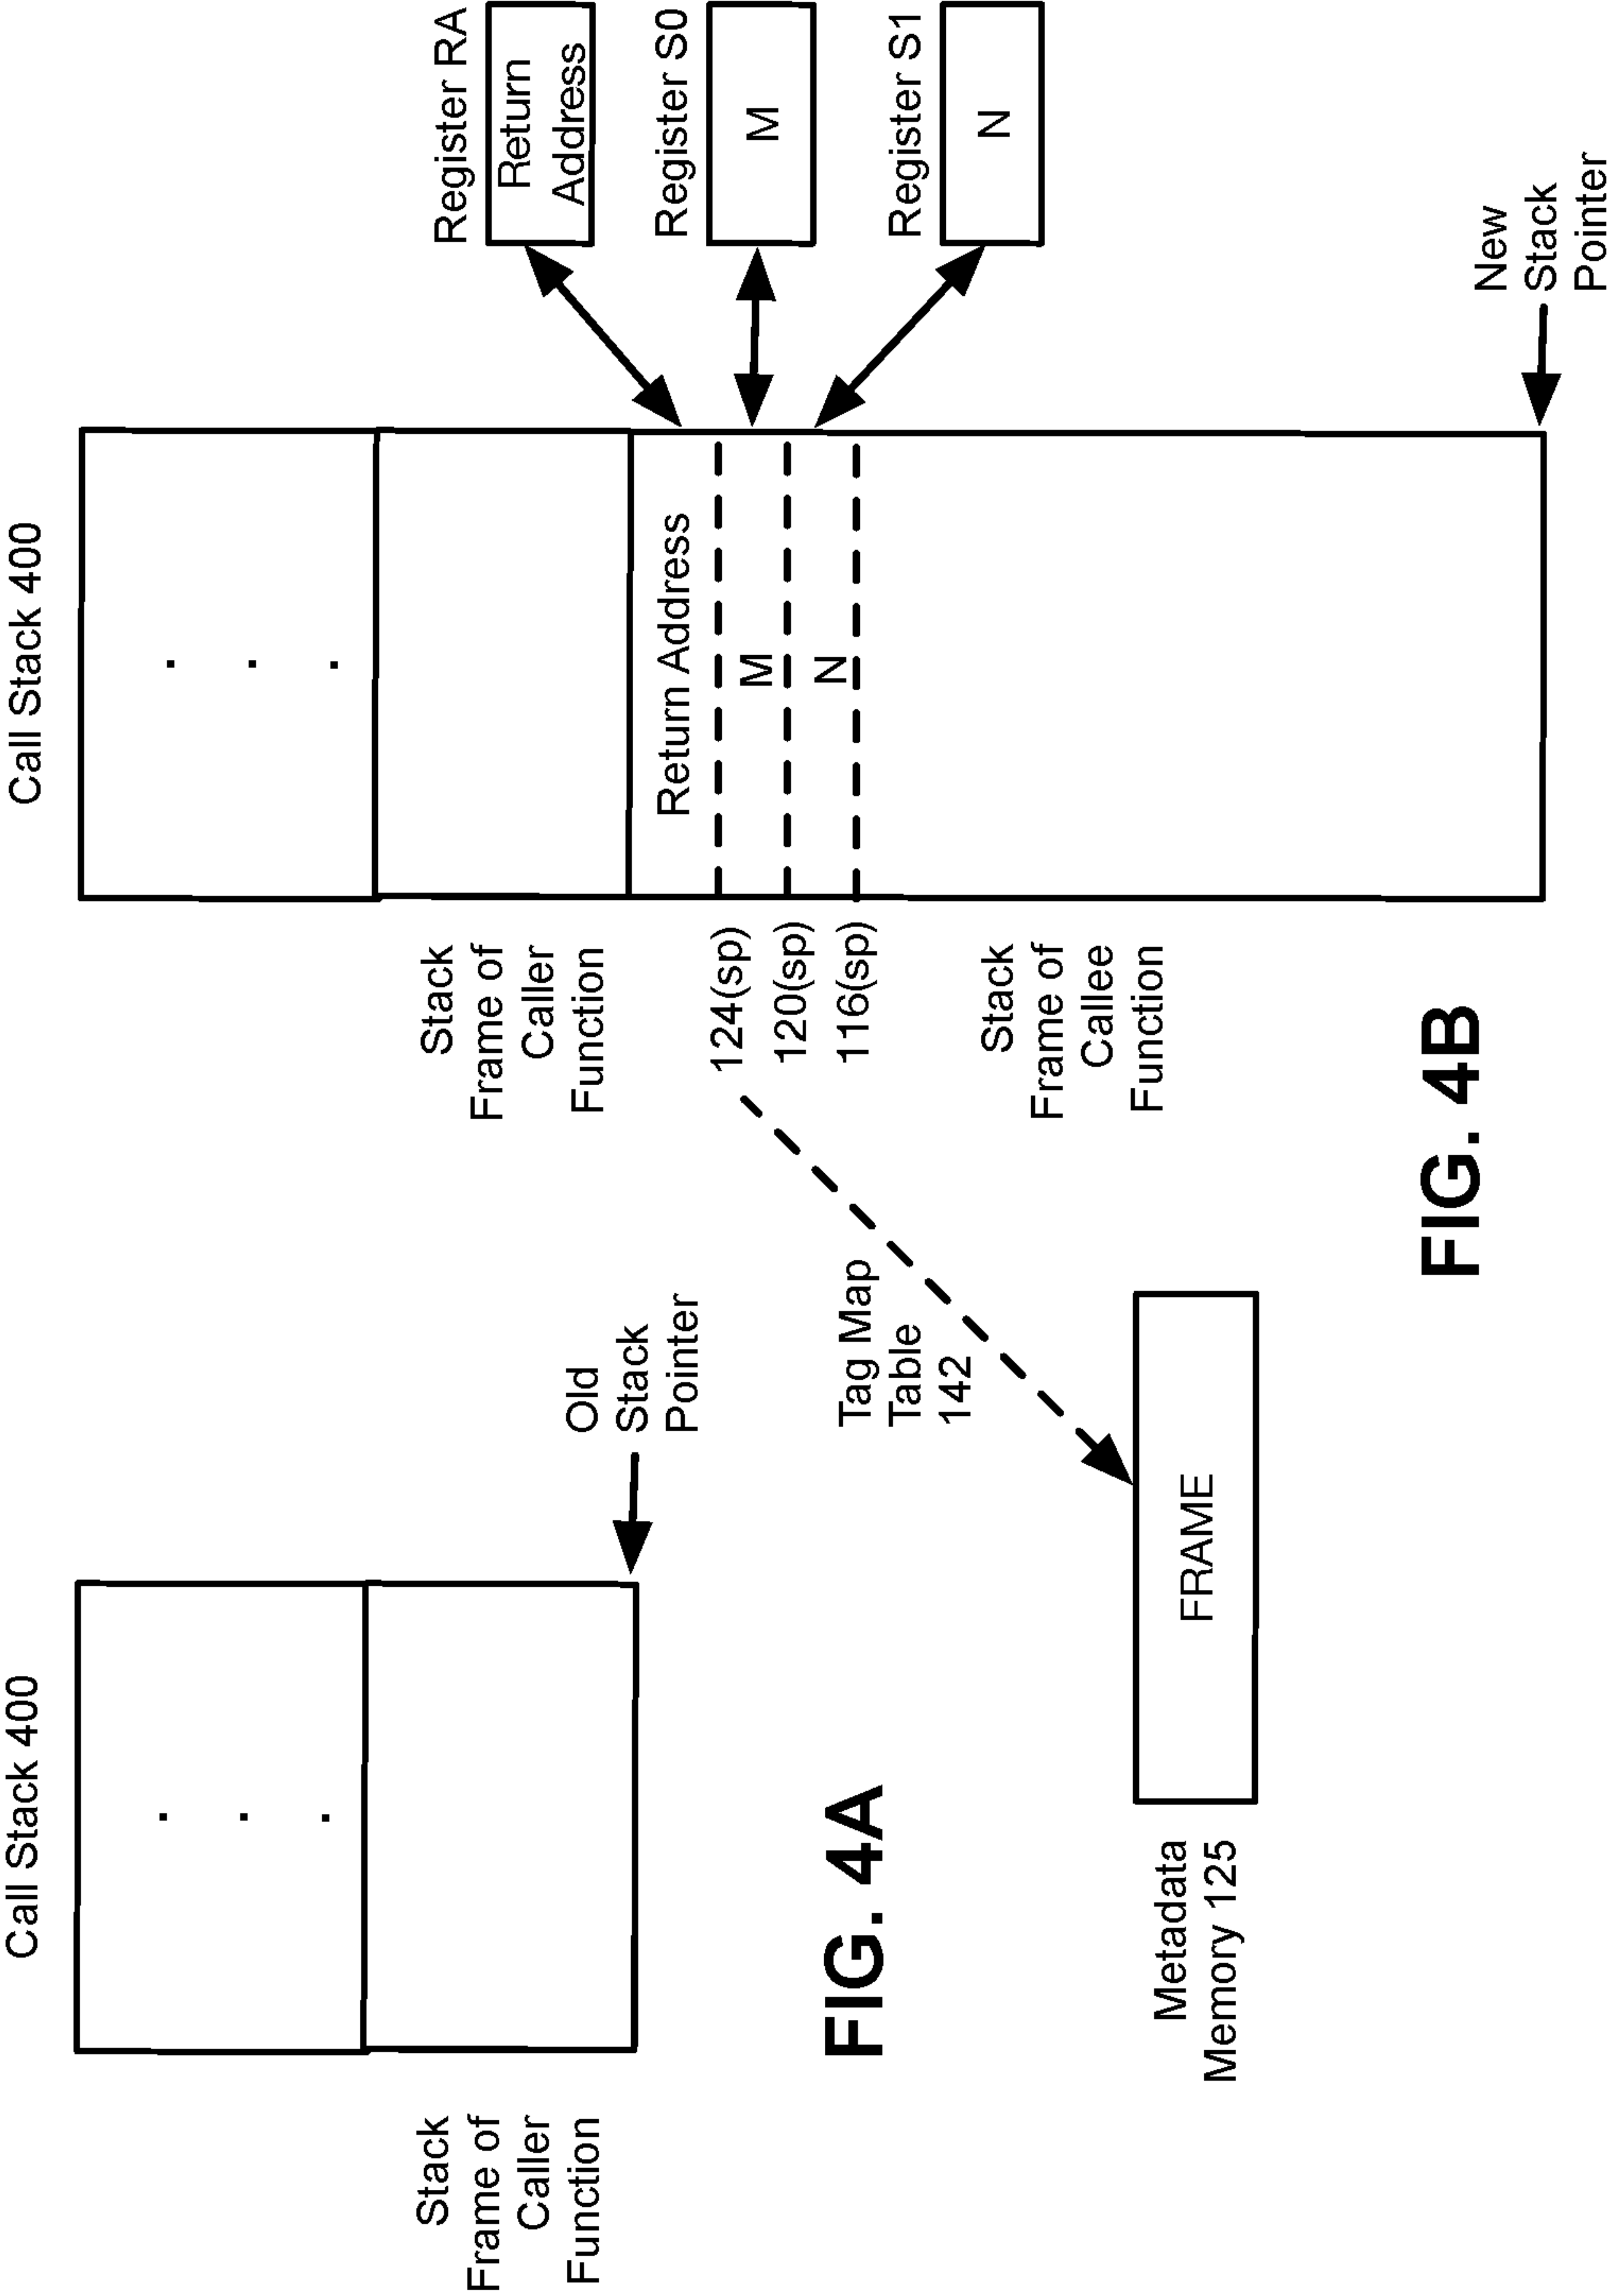 Call Stack 400
.
.
.
Stack
Frame of
Caller
Function
Old
Stack
Pointer
FIG. 4A
Call Stack 400
.
.
.
Stack
Frame of
Caller
Function
Return Address
124(sp)
M
120(sp)
N
116(sp)
Stack
Frame of
Callee
Function
Register RA
Return
Address
Register S0
M
Register S1
N
New
Stack
Pointer
Tag Map
Table
142
Metadata
Memory 125
FRAME
FIG. 4B